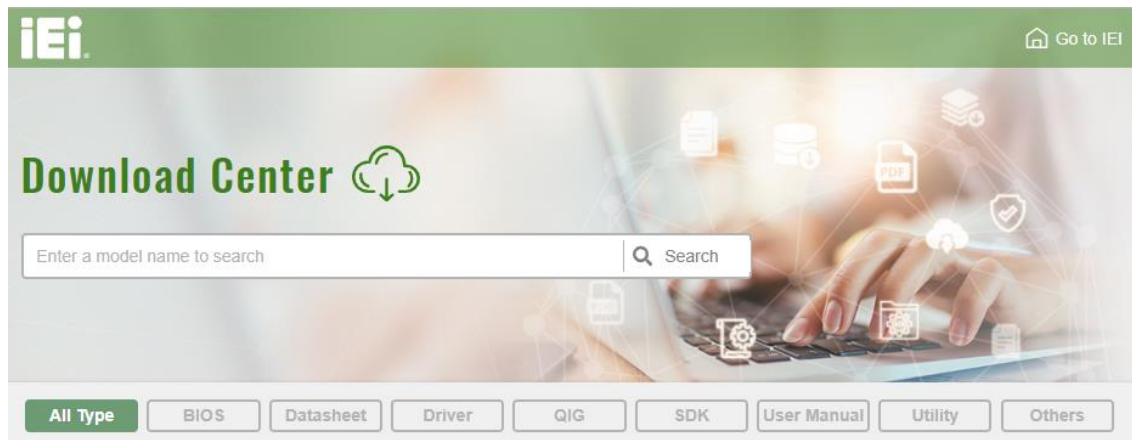 iEi.
Go to IEI
Download Center
Enter a model name to search
Search
PDF
All Type
BIOS
Datasheet
Driver
QIG
SDK
User Manual
Utility
Others